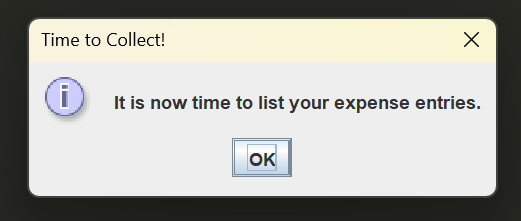 Time to Collect!
It is now time to list your expense entries.
OK